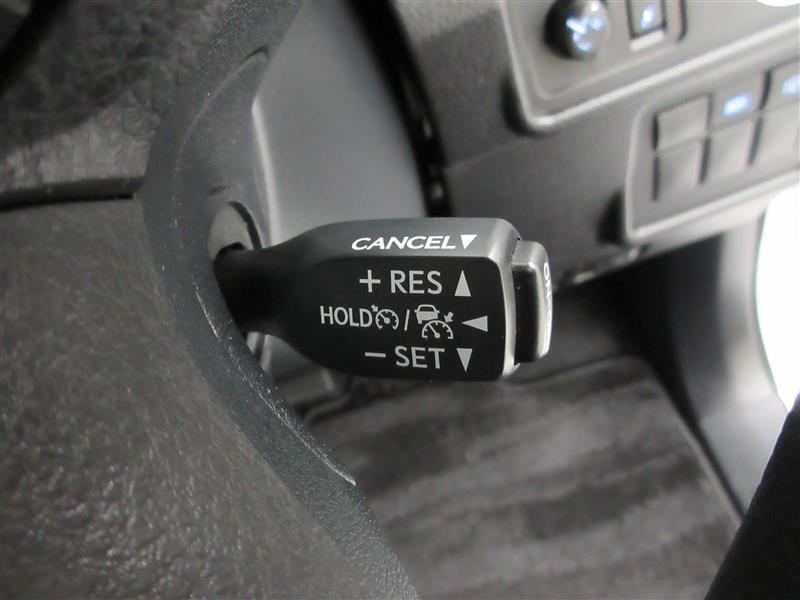 CANCEL▼
+ RES ▲
HOLD / ◀
− SET ▼